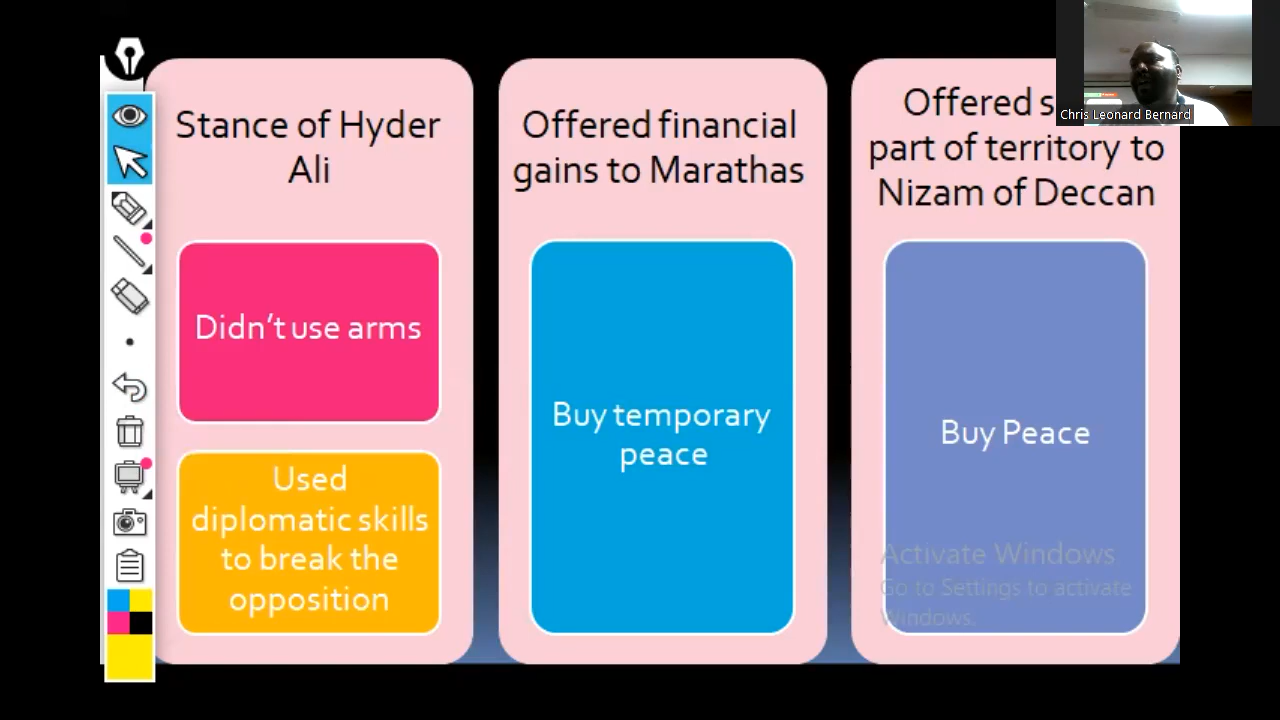 Stance of Hyder
Ali
Didn't use arms
Used
diplomatic skills
to break the
opposition
Offered financial
gains to Marathas
Buy temporary
peace
Offered
part of territory to
Nizam of Deccan
Buy Peace
Activate Windows
Go to Settings to activate
Windows.
Chris Leonard Bernard